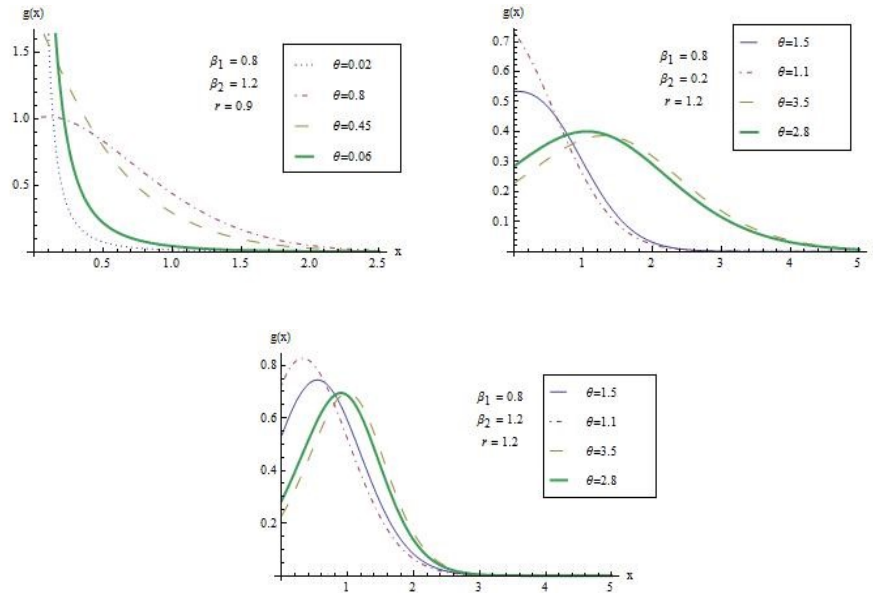 g(x)
1.5
1.0
0.5
0.5 1.0 1.5 2.0 2.5 x
β1 = 0.8
β2 = 1.2
r = 0.9
θ=0.02
θ=0.8
θ=0.45
θ=0.06
g(x)
0.7
0.6
0.5
0.4
0.3
0.2
0.1
1 2 3 4 5 x
β1 = 0.8
β2 = 0.2
r = 1.2
θ=1.5
θ=1.1
θ=3.5
θ=2.8
g(x)
0.8
0.6
0.4
0.2
1 2 3 4 5 x
β1 = 0.8
β2 = 1.2
r = 1.2
θ=1.5
θ=1.1
θ=3.5
θ=2.8